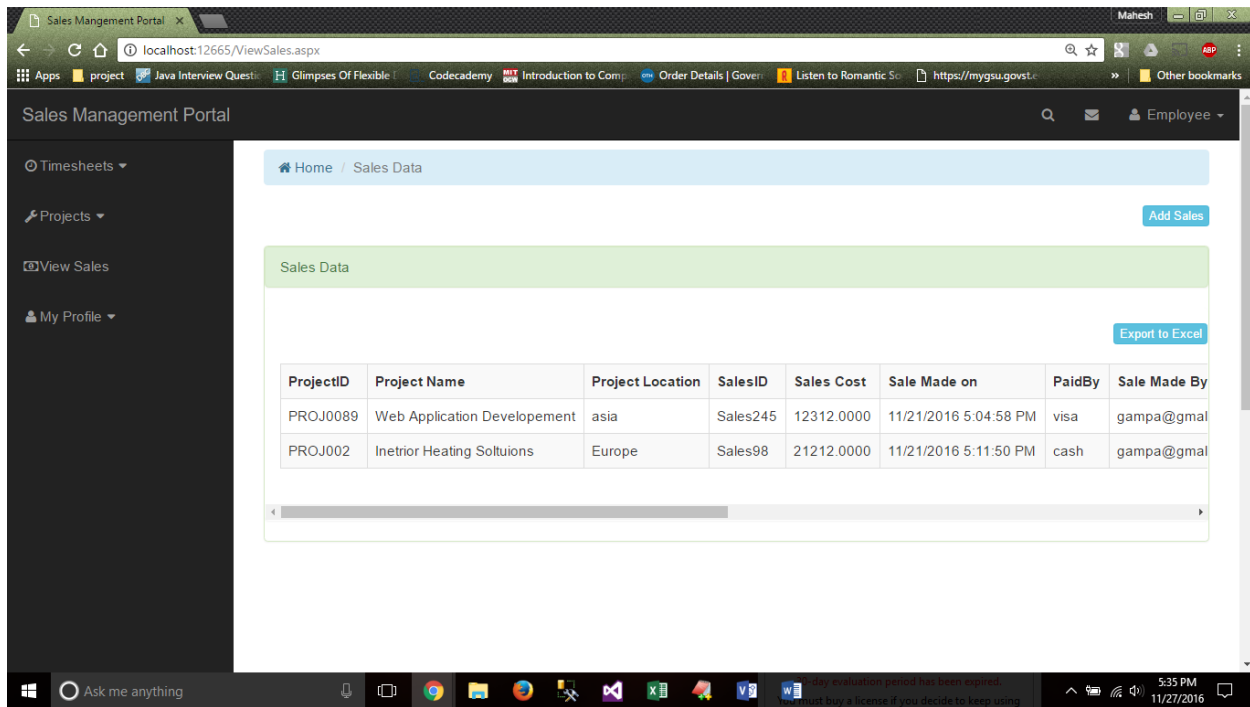 Sales Mangement Portal
Mahesh
localhost:12665/ViewSales.aspx
ABP
Apps project Java Interview Questi Glimpses Of Flexible Codecademy MIT OCW Introduction to Comp Order Details | Gover Listen to Romantic So https://mygsu.govst.e » Other bookmarks
Sales Management Portal
Employee
Timesheets
Projects
View Sales
My Profile
Home / Sales Data
Add Sales
Sales Data
Export to Excel
ProjectID Project Name Project Location SalesID Sales Cost Sale Made on PaidBy Sale Made By
PROJ0089 Web Application Developement asia Sales245 12312.0000 11/21/2016 5:04:58 PM visa gampa@gmal
PROJ002 Inetrior Heating Soltuions Europe Sales98 21212.0000 11/21/2016 5:11:50 PM cash gampa@gmal
Ask me anything
-day evaluation period has been expired.
must buy a license if you decide to keep using
5:35 PM
11/27/2016